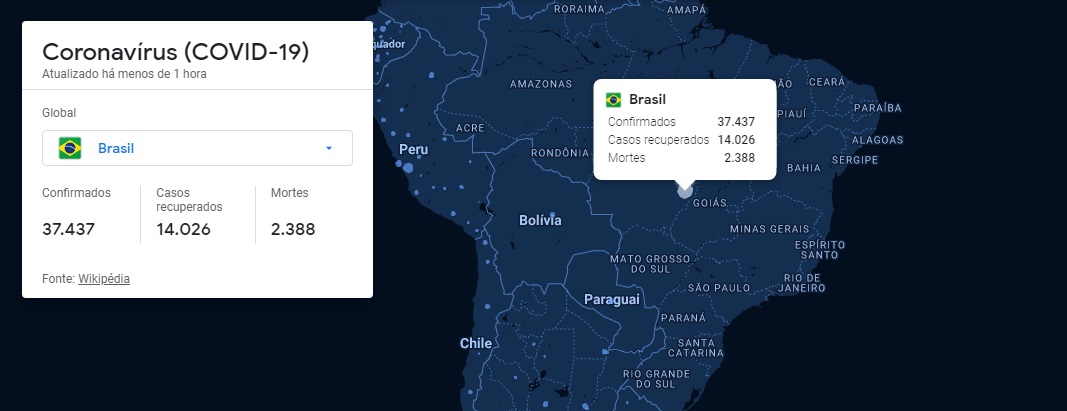 Coronavírus (COVID-19)
Atualizado há menos de 1 hora
Global
Brasil
Confirmados
Casos
recuperados
Mortes
37.437
14.026
2.388
Fonte: Wikipédia
RORAIMA
AMAPÁ
quador
AMAZONAS
ÃO
CEARÁ
Brasil
Confirmados 37.437
Casos recuperados 14.026
Mortes 2.388
PARAÍBA
PIAUÍ
ACRE
ALAGOAS
Peru
RONDÔNIA
SERGIPE
BAHIA
GOIÁS
Bolívia
MINAS GERAIS
ESPÍRITO
SANTO
MATO GROSSO
DO SUL
RIO DE
JANEIRO
SÃO PAULO
Paraguai
PARANÁ
Chile
SANTA
CATARINA
RIO GRANDE
DO SUL